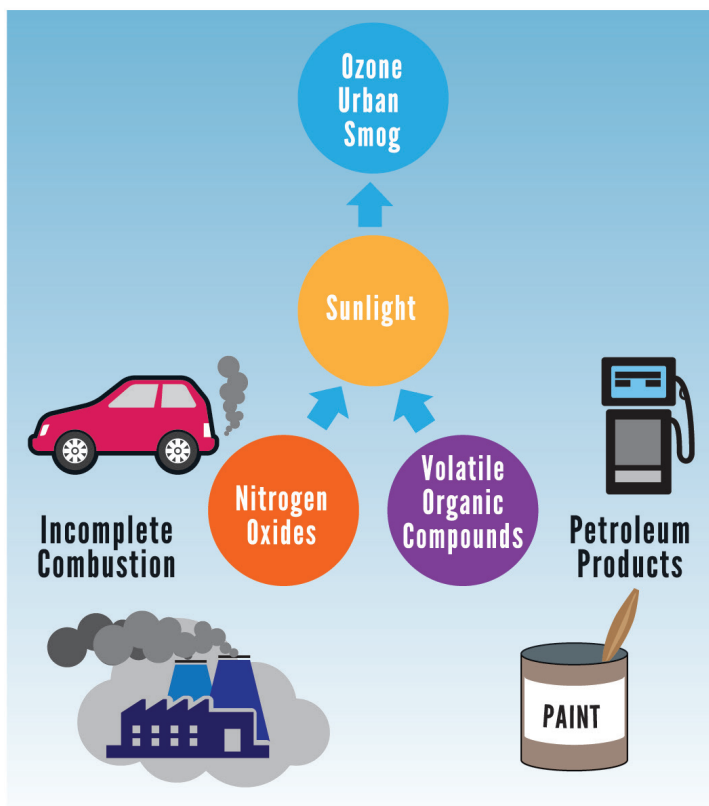 Ozone
Urban
Smog
Sunlight
Nitrogen
Oxides
Volatile
Organic
Compounds
Incomplete
Combustion
Petroleum
Products
PAINT